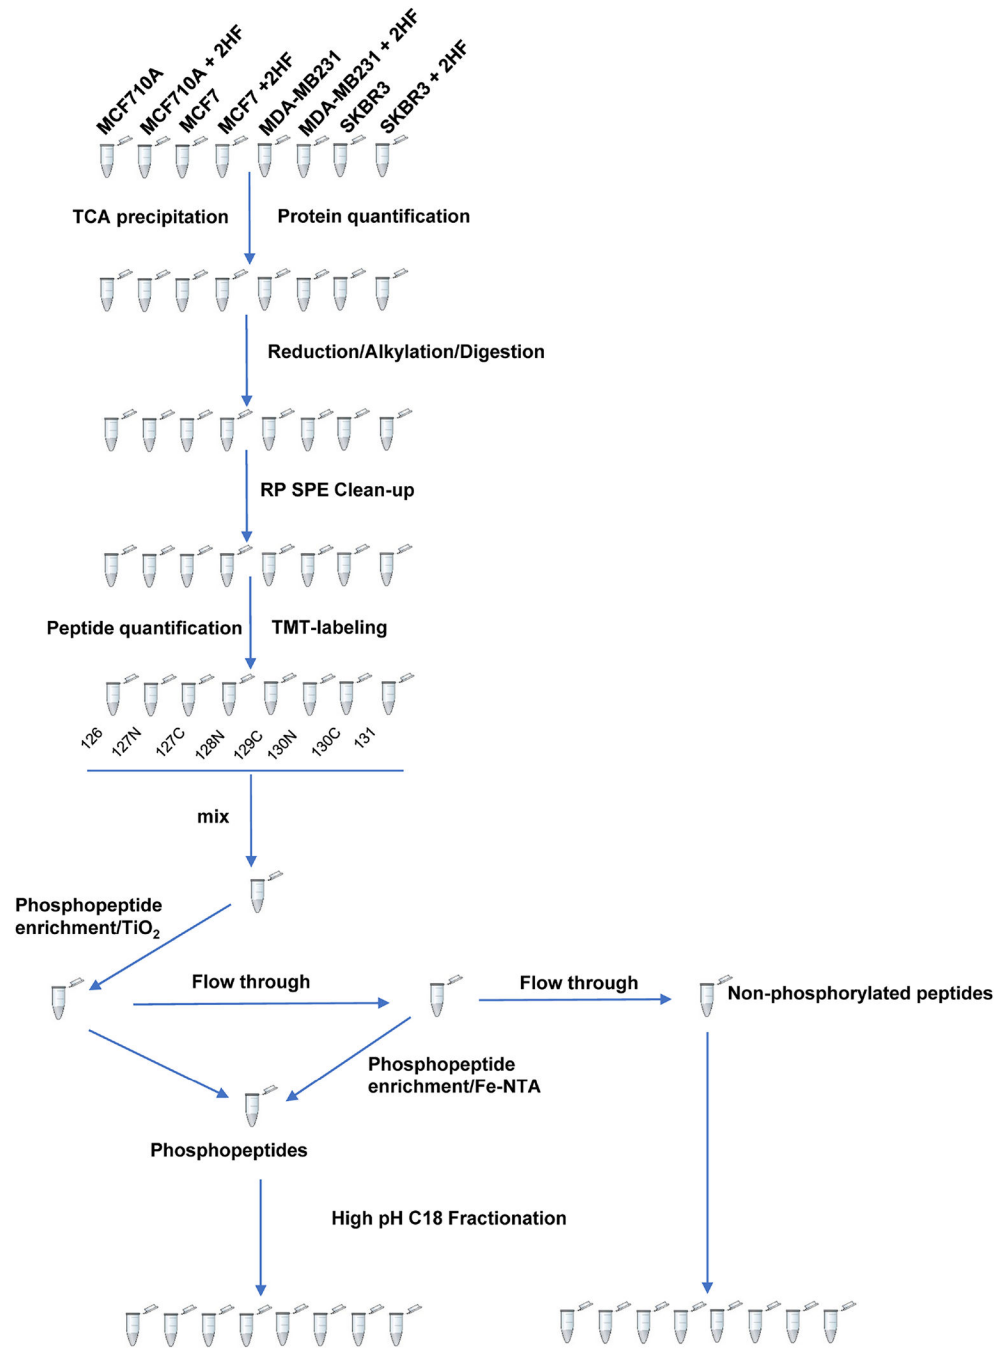 MCF710A
MCF710A + 2HF
MCF7
MCF7 +2HF
MDA-MB231
MDA-MB231 + 2HF
SKBR3
SKBR3 + 2HF
TCA precipitation
Protein quantification
Reduction/Alkylation/Digestion
RP SPE Clean-up
Peptide quantification
TMT-labeling
126
127N
127C
128N
129C
130N
130C
131
mix
Phosphopeptide
enrichment/TiO₂
Flow through
Flow through
Non-phosphorylated peptides
Phosphopeptide
enrichment/Fe-NTA
Phosphopeptides
High pH C18 Fractionation